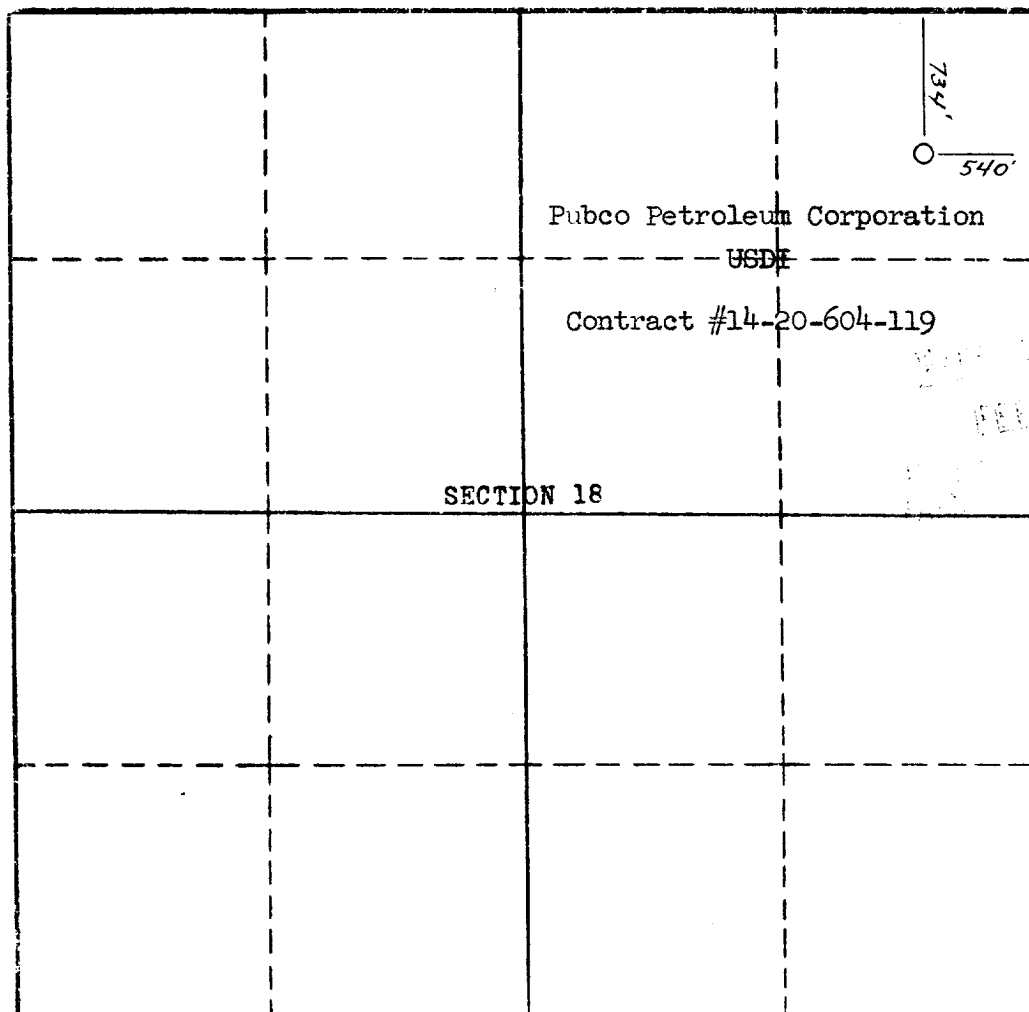 734'
540'
Pubco Petroleum Corporation
USDI
Contract #14-20-604-119
SECTION 18